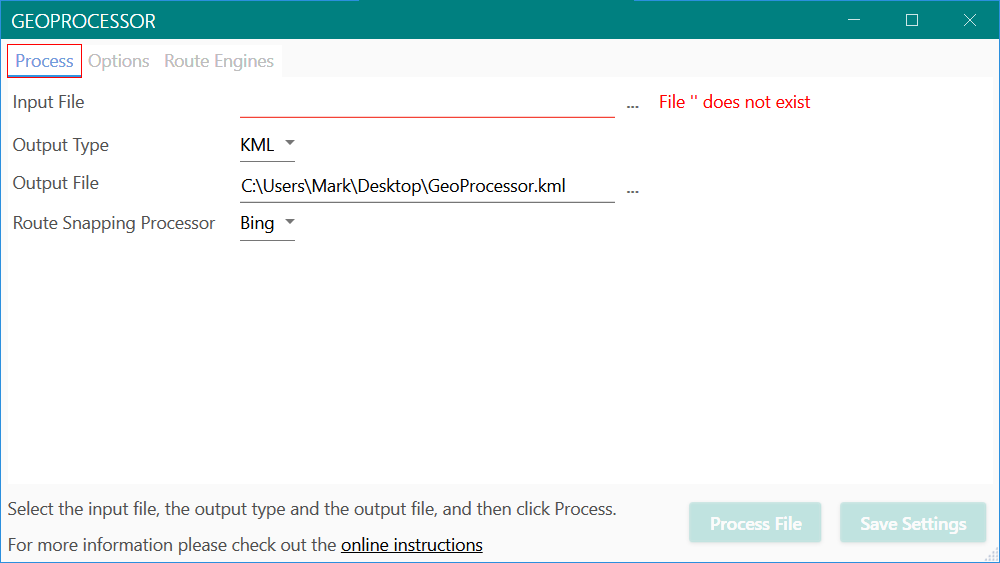 GEOPROCESSOR
Process Options Route Engines
Input File ... File '' does not exist
Output Type KML
Output File C:\Users\Mark\Desktop\GeoProcessor.kml ...
Route Snapping Processor Bing
Select the input file, the output type and the output file, and then click Process.
Process File Save Settings
For more information please check out the online instructions